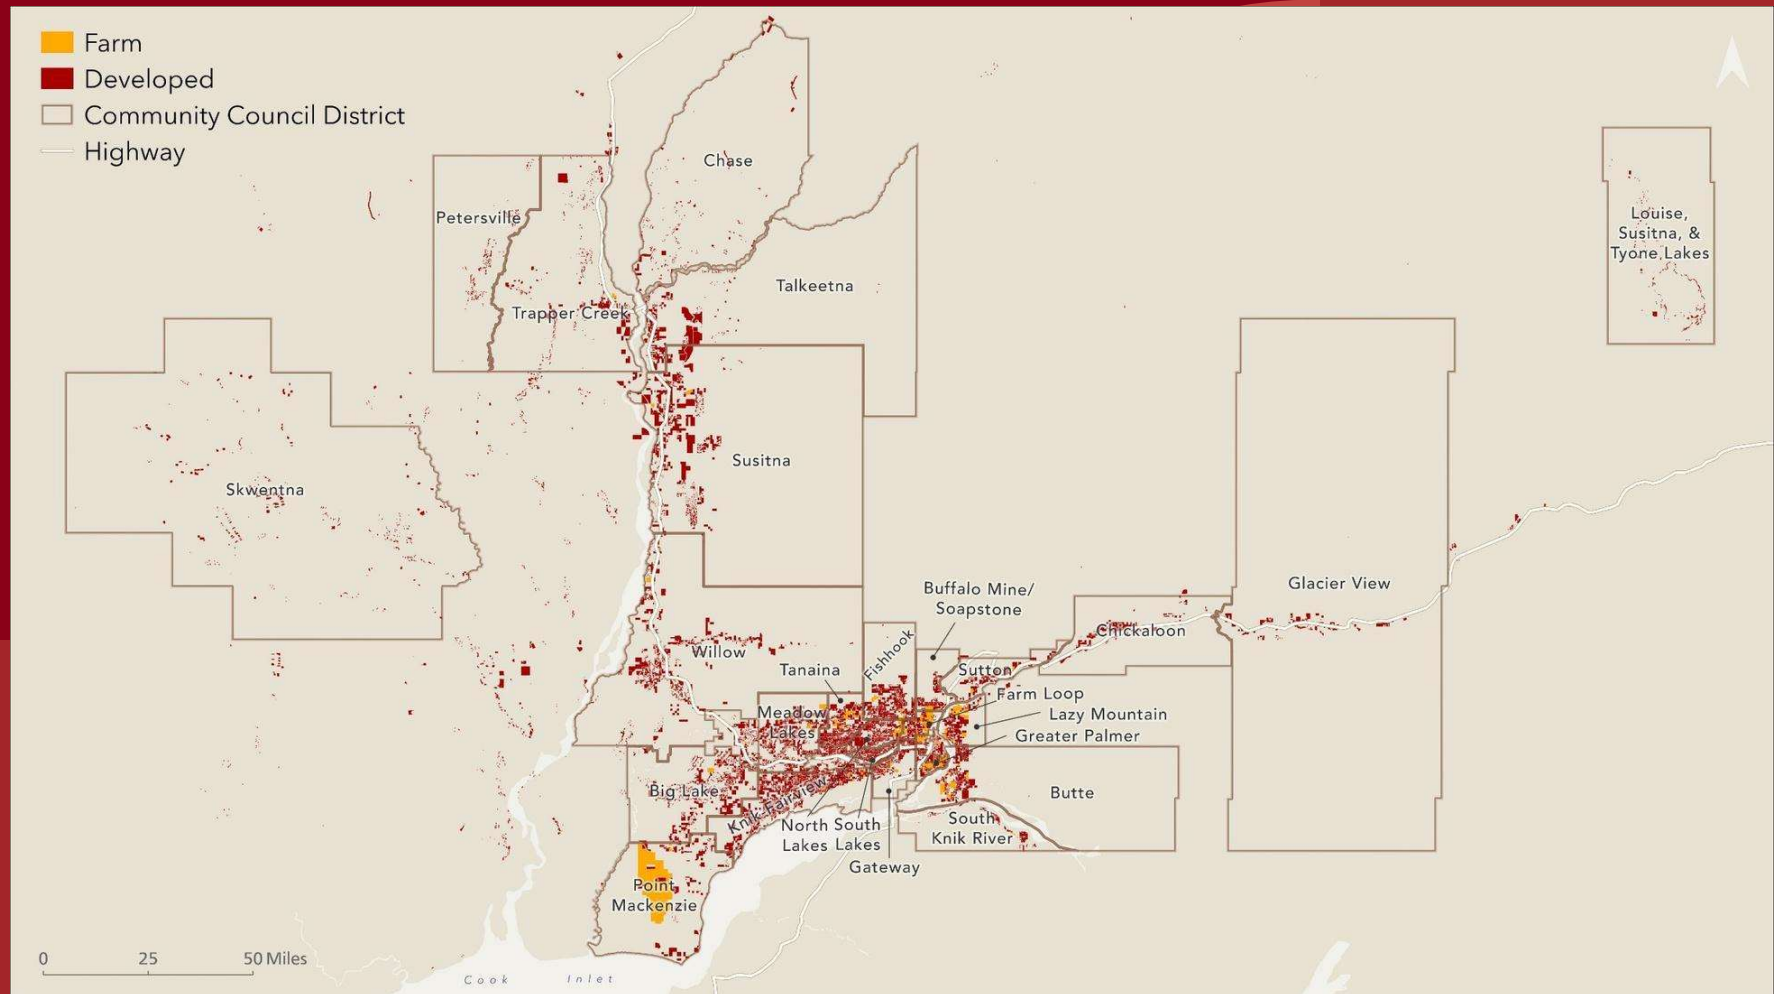 Farm
Developed
Community Council District
Highway
Chase
Petersville
Louise,
Susitna, &
Tyone Lakes
Talkeetna
Trapper Creek
Susitna
Skwentna
Glacier View
Buffalo Mine/
Soapstone
Chickaloon
Fishhook
Willow
Tanaina
Sutton
Farm Loop
Meadow
Lakes
Lazy Mountain
Greater Palmer
Big Lake
Knik-Fairview
Butte
North
Lakes
South
Lakes
South
Knik River
Gateway
Point
Mackenzie
0 25 50 Miles
Cook Inlet